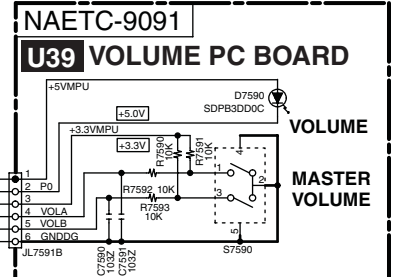 NAETC-9091
U39 VOLUME PC BOARD
+5VMPU
D7590
SDPB3DD0C
+5.0V
VOLUME
+3.3VMPU
+3.3V
R7590
10K
R7591
10K
4
1
2
3
5
MASTER
VOLUME
R7592 10K
R7593
10K
1
2 P0
3
4 VOLA
5 VOLB
6 GNDDG
JL7591B
C7590
103Z
C7591
103Z
S7590